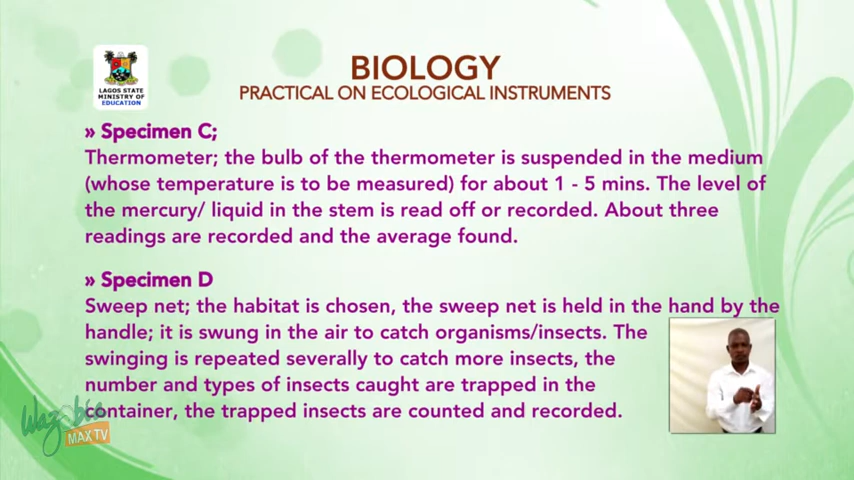 BIOLOGY
PRACTICAL ON ECOLOGICAL INSTRUMENTS
LAGOS STATE
MINISTRY OF
EDUCATION
» Specimen C;
Thermometer; the bulb of the thermometer is suspended in the medium
(whose temperature is to be measured) for about 1 - 5 mins. The level of
the mercury/ liquid in the stem is read off or recorded. About three
readings are recorded and the average found.
» Specimen D
Sweep net; the habitat is chosen, the sweep net is held in the hand by the
handle; it is swung in the air to catch organisms/insects. The
swinging is repeated severally to catch more insects, the
number and types of insects caught are trapped in the
container, the trapped insects are counted and recorded.
Wazobia
MAX TV